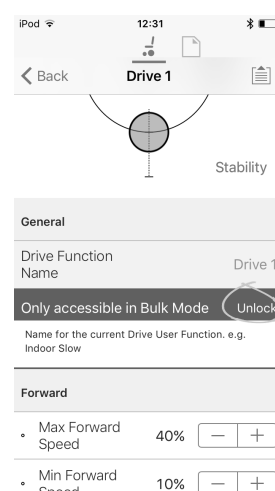 iPod 12:31
Back Drive 1
Stability
General
Drive Function
Name
Drive 1
Only accessible in Bulk Mode Unlock
Name for the current Drive User Function. e.g.
Indoor Slow
Forward
Max Forward
Speed
40% − +
Min Forward
Speed
10% − +